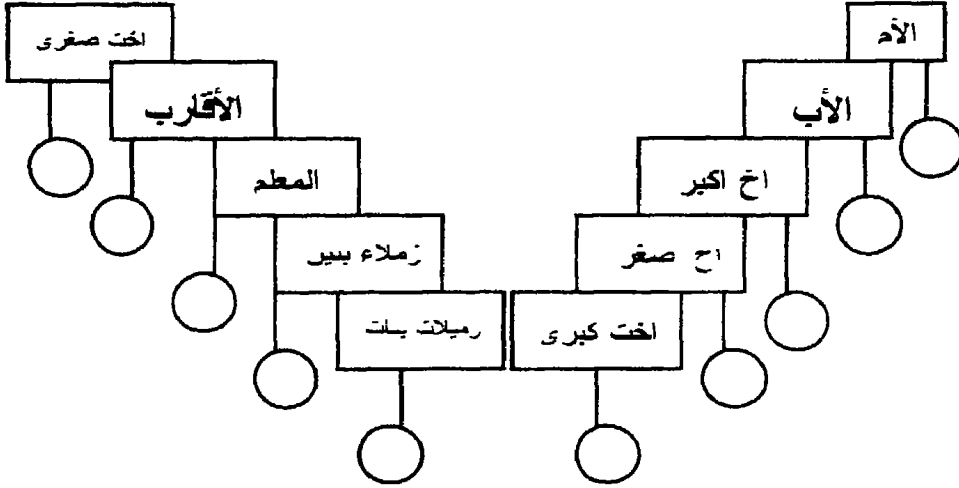 الأم
الأب
اخ اكبر
اخ صغر
اخت كبرى
اخت صغرى
الأقارب
المعلم
زملاء بنين
زميلات بنات